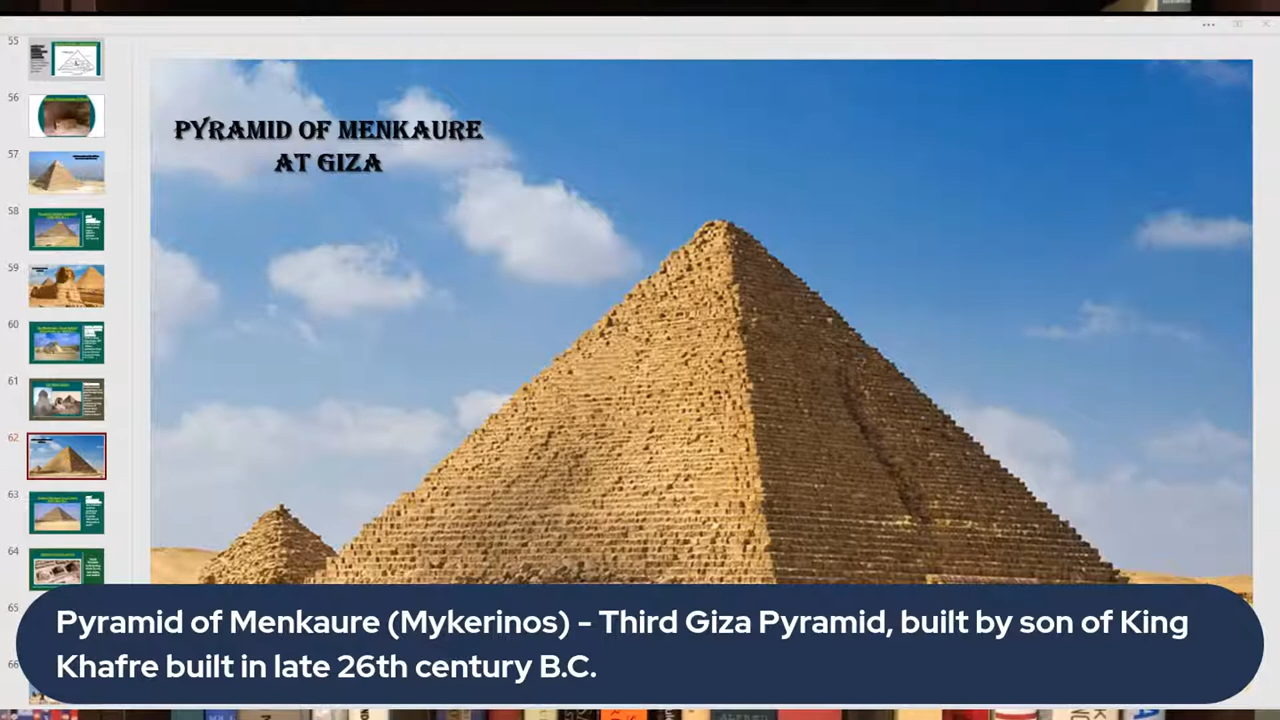 55
56
57
58
59
60
61
62
63
64
65
66
PYRAMID OF MENKAURE
AT GIZA
Pyramid of Menkaure (Mykerinos) – Third Giza Pyramid, built by son of King
Khafre built in late 26th century B.C.
ALFRED